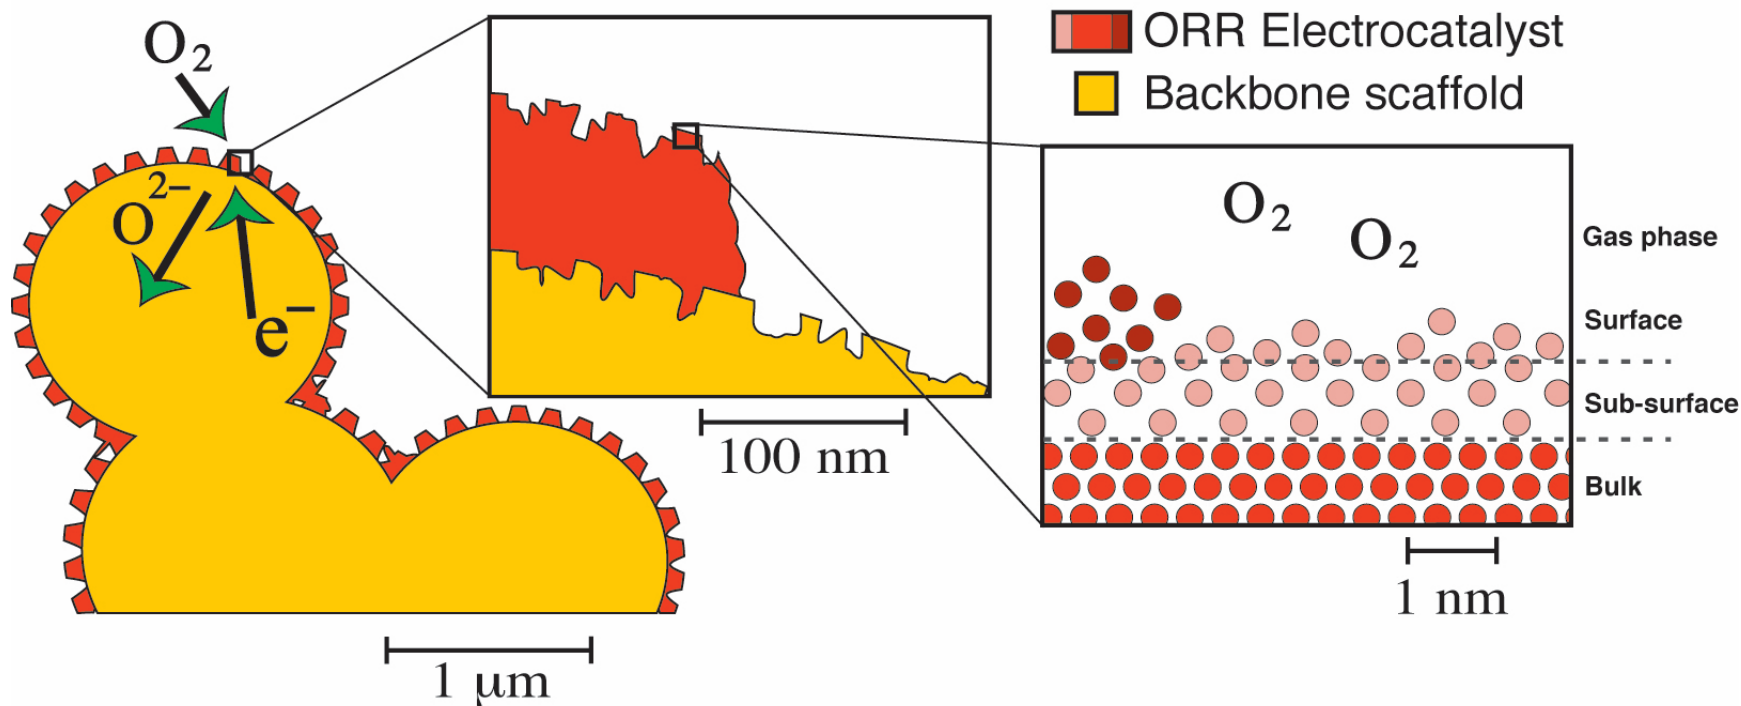 O₂
O²⁻
e⁻
1 μm
100 nm
ORR Electrocatalyst
Backbone scaffold
O₂
O₂
Gas phase
Surface
Sub-surface
Bulk
1 nm